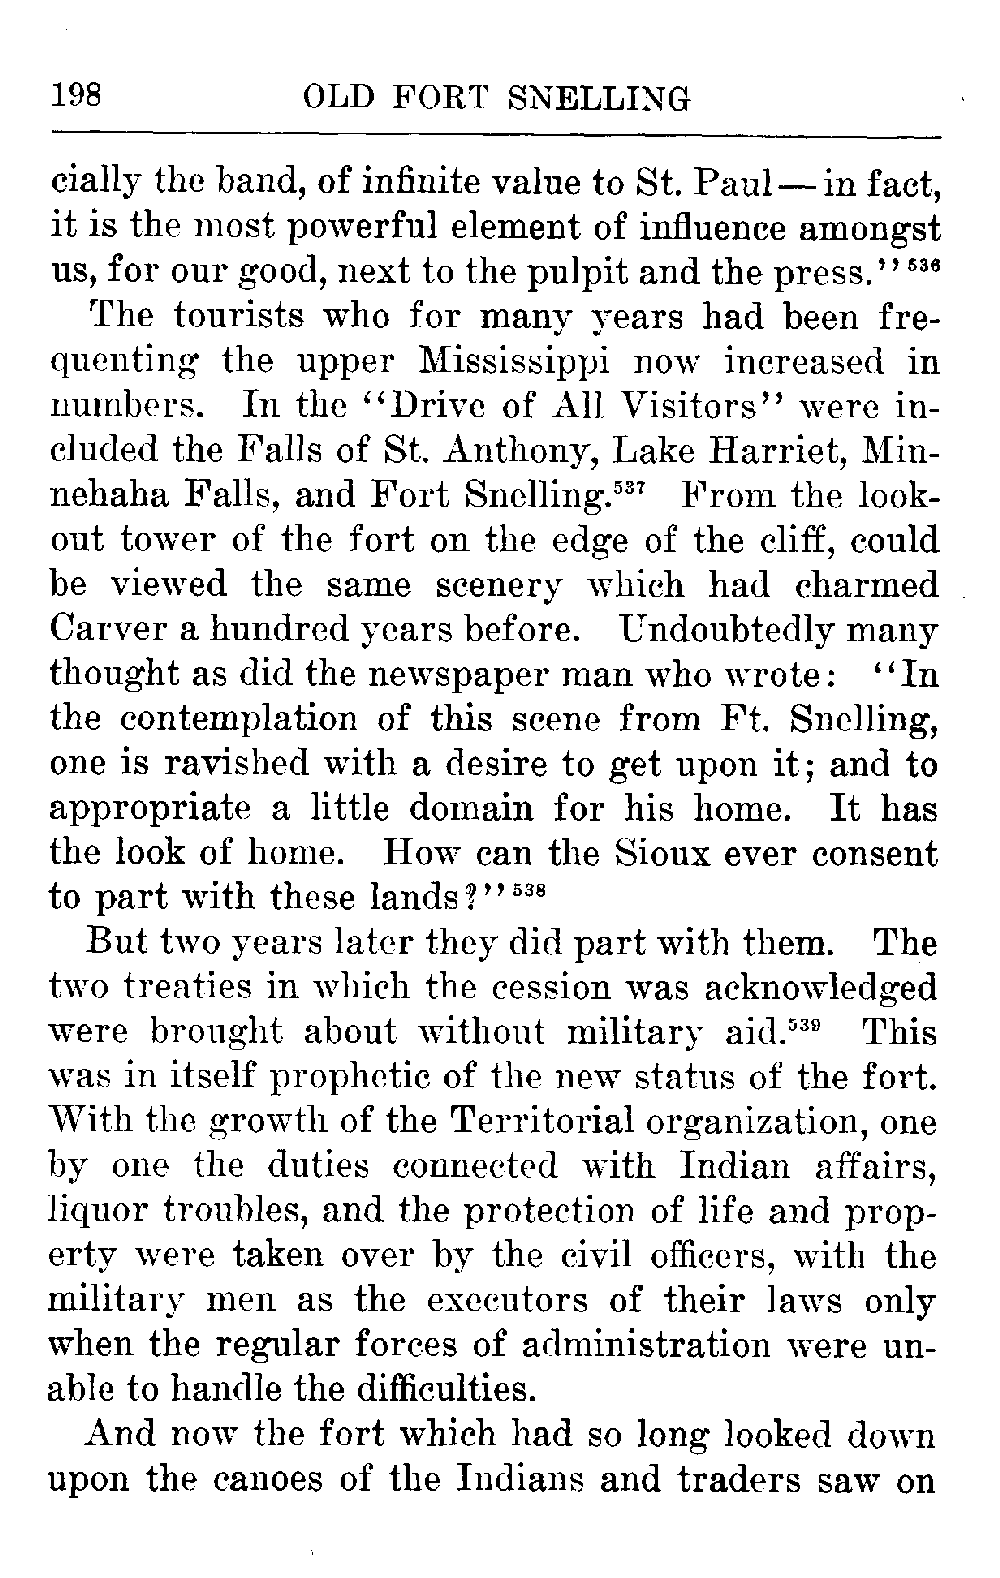 198 OLD FORT SNELLING
cially the band, of infinite value to St. Paul — in fact,
it is the most powerful element of influence amongst
us, for our good, next to the pulpit and the press.’’ 536
The tourists who for many years had been fre-
quenting the upper Mississippi now increased in
numbers. In the ‘‘Drive of All Visitors’’ were in-
cluded the Falls of St. Anthony, Lake Harriet, Min-
nehaha Falls, and Fort Snelling.537 From the look-
out tower of the fort on the edge of the cliff, could
be viewed the same scenery which had charmed
Carver a hundred years before. Undoubtedly many
thought as did the newspaper man who wrote: ‘‘In
the contemplation of this scene from Ft. Snelling,
one is ravished with a desire to get upon it; and to
appropriate a little domain for his home. It has
the look of home. How can the Sioux ever consent
to part with these lands?’’ 538
But two years later they did part with them. The
two treaties in which the cession was acknowledged
were brought about without military aid.539 This
was in itself prophetic of the new status of the fort.
With the growth of the Territorial organization, one
by one the duties connected with Indian affairs,
liquor troubles, and the protection of life and prop-
erty were taken over by the civil officers, with the
military men as the executors of their laws only
when the regular forces of administration were un-
able to handle the difficulties.
And now the fort which had so long looked down
upon the canoes of the Indians and traders saw on